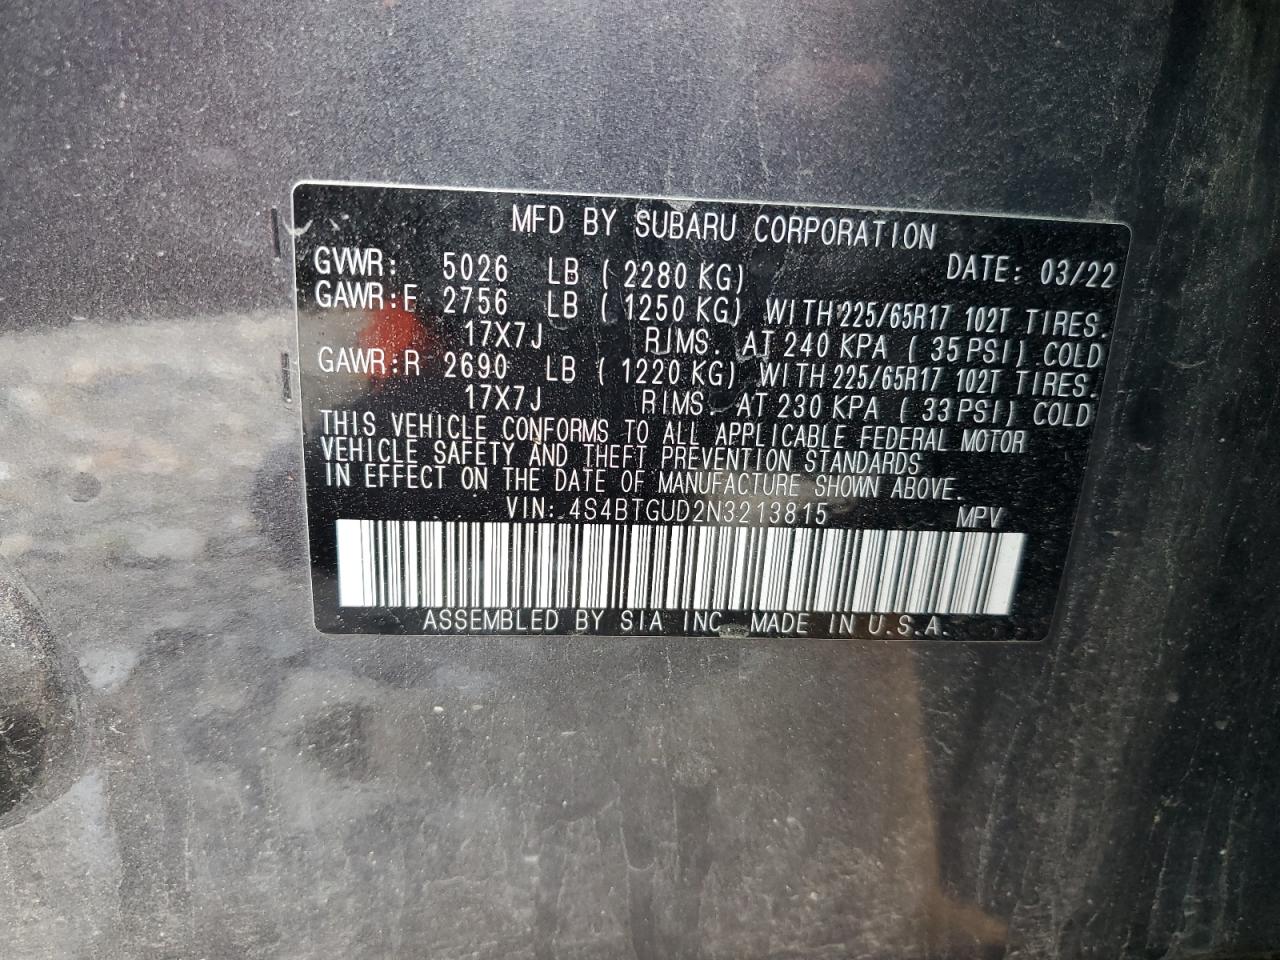 MFD BY SUBARU CORPORATION
GVWR: 5026 LB ( 2280 KG) DATE: 03/22
GAWR:F 2756 LB ( 1250 KG) WITH 225/65R17 102T TIRES.
17X7J RIMS. AT 240 KPA ( 35 PSI) COLD
GAWR:R 2690 LB ( 1220 KG) WITH 225/65R17 102T TIRES.
17X7J RIMS. AT 230 KPA ( 33 PSI) COLD
THIS VEHICLE CONFORMS TO ALL APPLICABLE FEDERAL MOTOR
VEHICLE SAFETY AND THEFT PREVENTION STANDARDS
IN EFFECT ON THE DATE OF MANUFACTURE SHOWN ABOVE.
VIN: 4S4BTGUD2N3213815 MPV
ASSEMBLED BY SIA INC. MADE IN U.S.A.